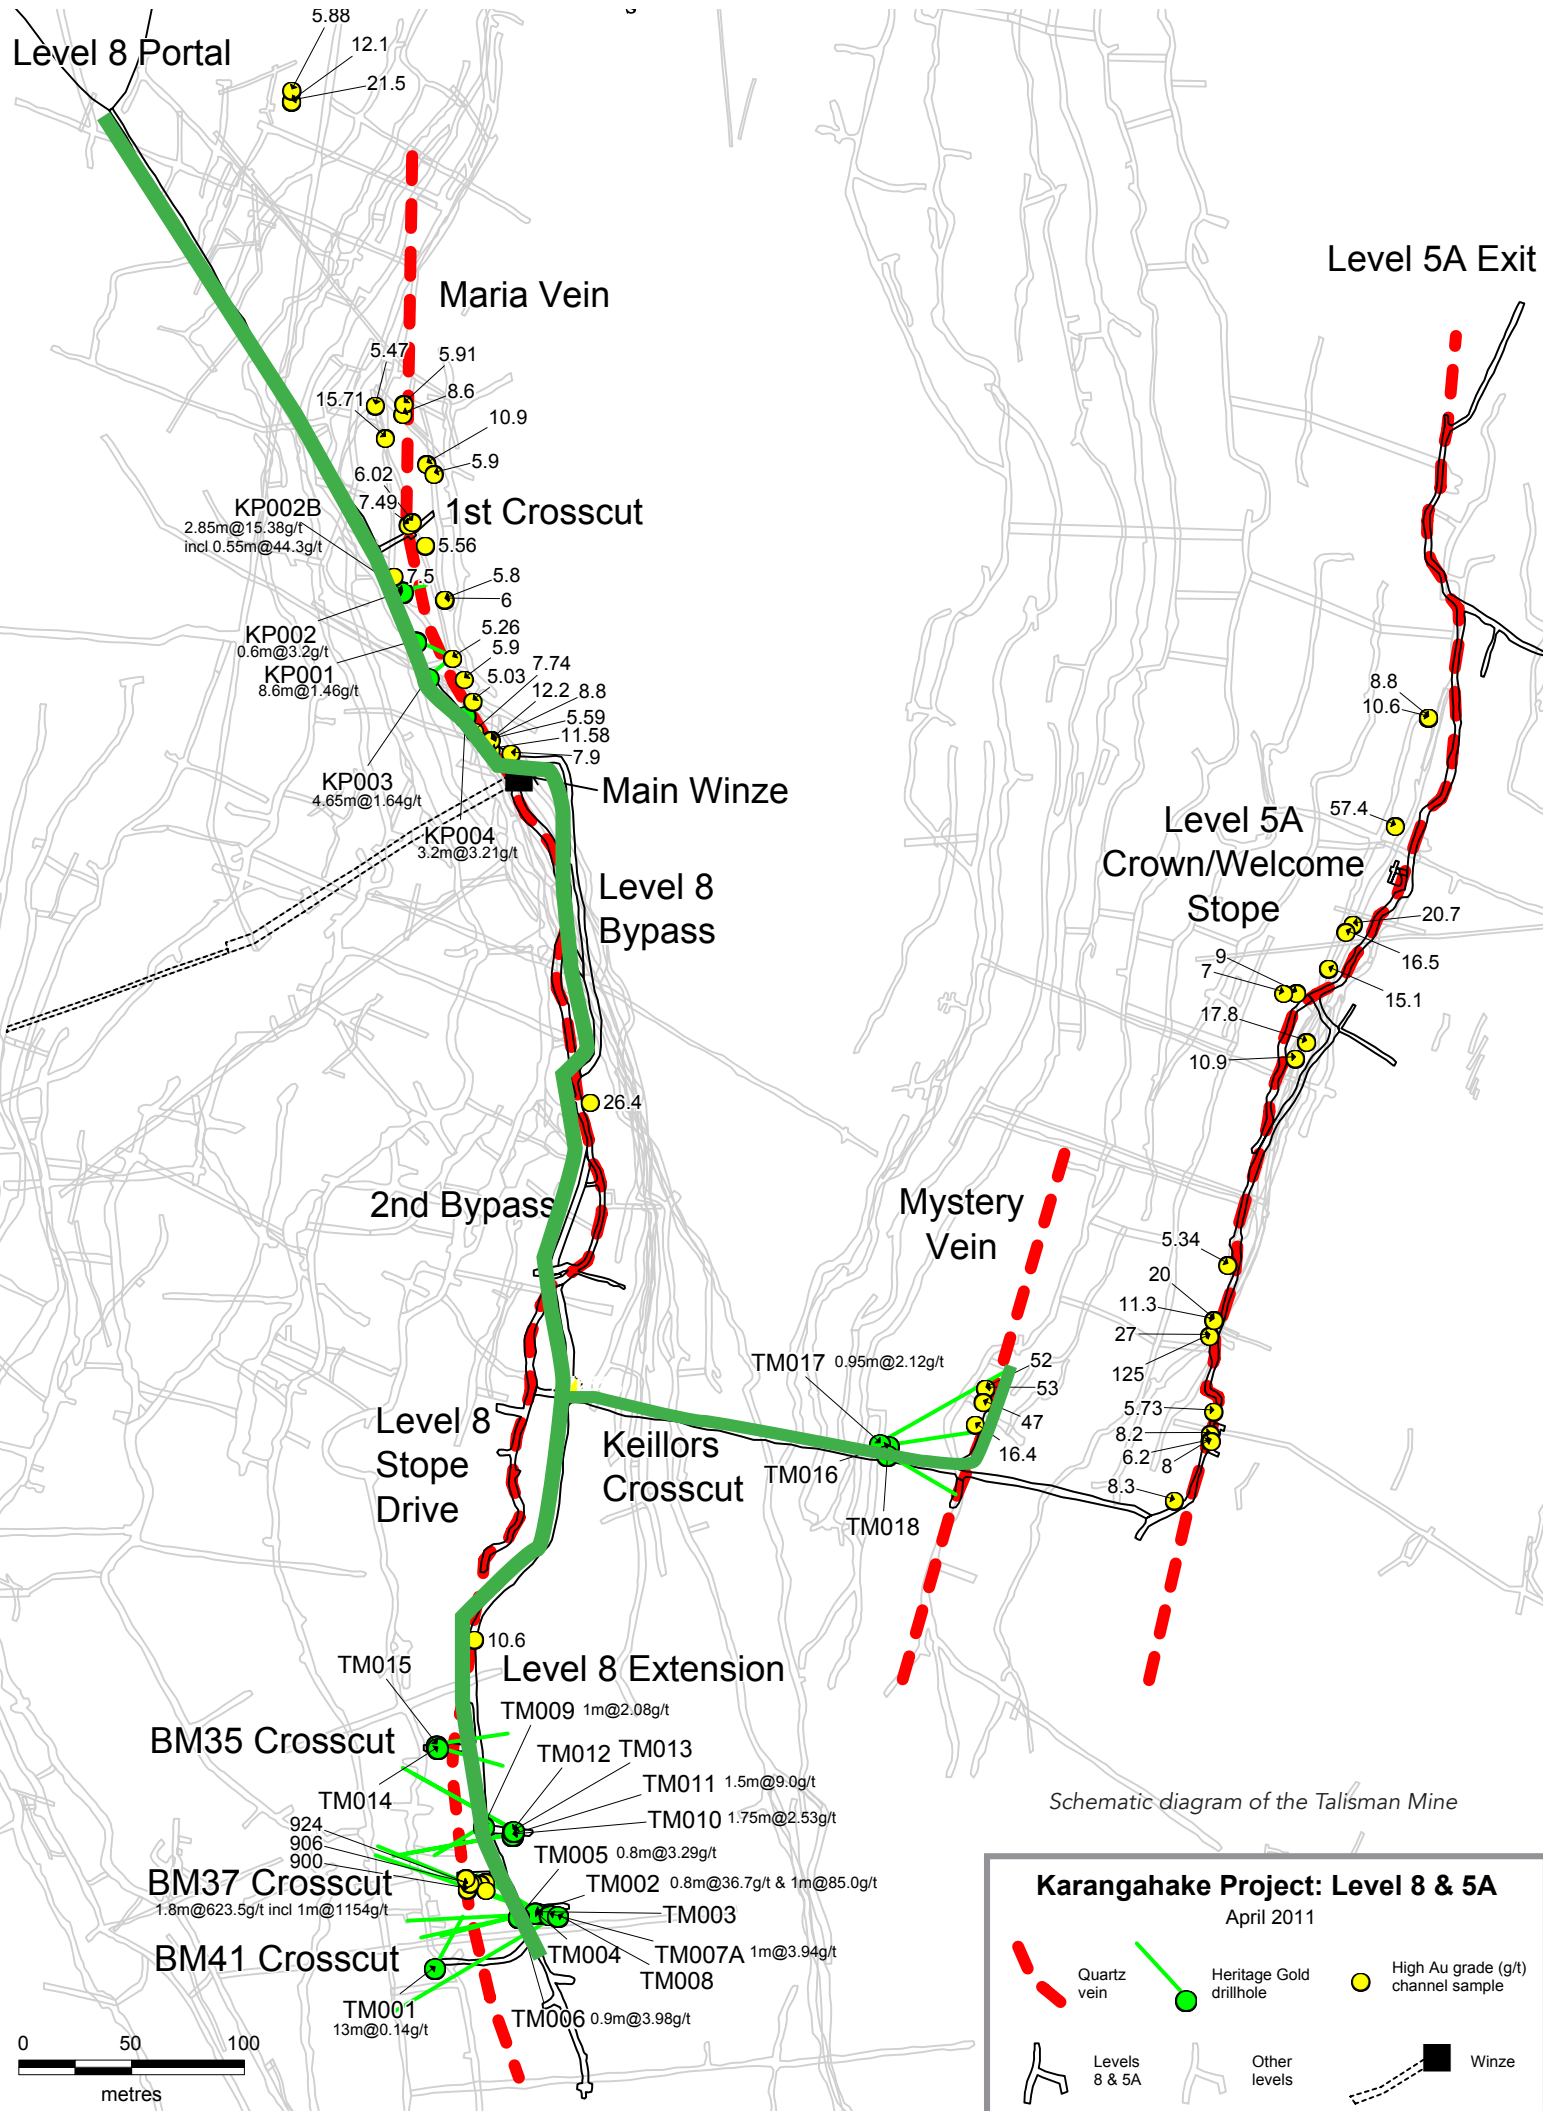 5.88
12.1
21.5
Level 8 Portal
Level 5A Exit
Maria Vein
5.47
5.91
8.6
15.71
10.9
5.9
6.02
7.49
1st Crosscut
KP002B
2.85m@15.38g/t
incl 0.55m@44.3g/t
5.56
7.5
5.8
6
KP002
0.6m@3.2g/t
KP001
8.6m@1.46g/t
5.26
5.9
7.74
5.03
12.2
8.8
5.59
11.58
7.9
KP003
4.65m@1.64g/t
Main Winze
KP004
3.2m@3.21g/t
8.8
10.6
57.4
Level 5A
Crown/Welcome
Stope
Level 8
Bypass
20.7
16.5
9
7
15.1
17.8
10.9
26.4
2nd Bypass
Mystery
Vein
5.34
20
11.3
27
125
TM017 0.95m@2.12g/t
52
53
47
16.4
5.73
8.2
6.2
8
8.3
Level 8
Stope
Drive
Keillors
Crosscut
TM016
TM018
10.6
TM015
Level 8 Extension
TM009 1m@2.08g/t
BM35 Crosscut
TM012
TM013
TM011 1.5m@9.0g/t
TM014
TM010 1.75m@2.53g/t
924
906
900
TM005 0.8m@3.29g/t
BM37 Crosscut
1.8m@623.5g/t incl 1m@1154g/t
TM002 0.8m@36.7g/t & 1m@85.0g/t
TM003
BM41 Crosscut
TM004
TM007A 1m@3.94g/t
TM008
TM001
13m@0.14g/t
TM006 0.9m@3.98g/t
0 50 100
metres
Schematic diagram of the Talisman Mine
Karangahake Project: Level 8 & 5A
April 2011
Quartz
vein
Heritage Gold
drillhole
High Au grade (g/t)
channel sample
Levels
8 & 5A
Other
levels
Winze